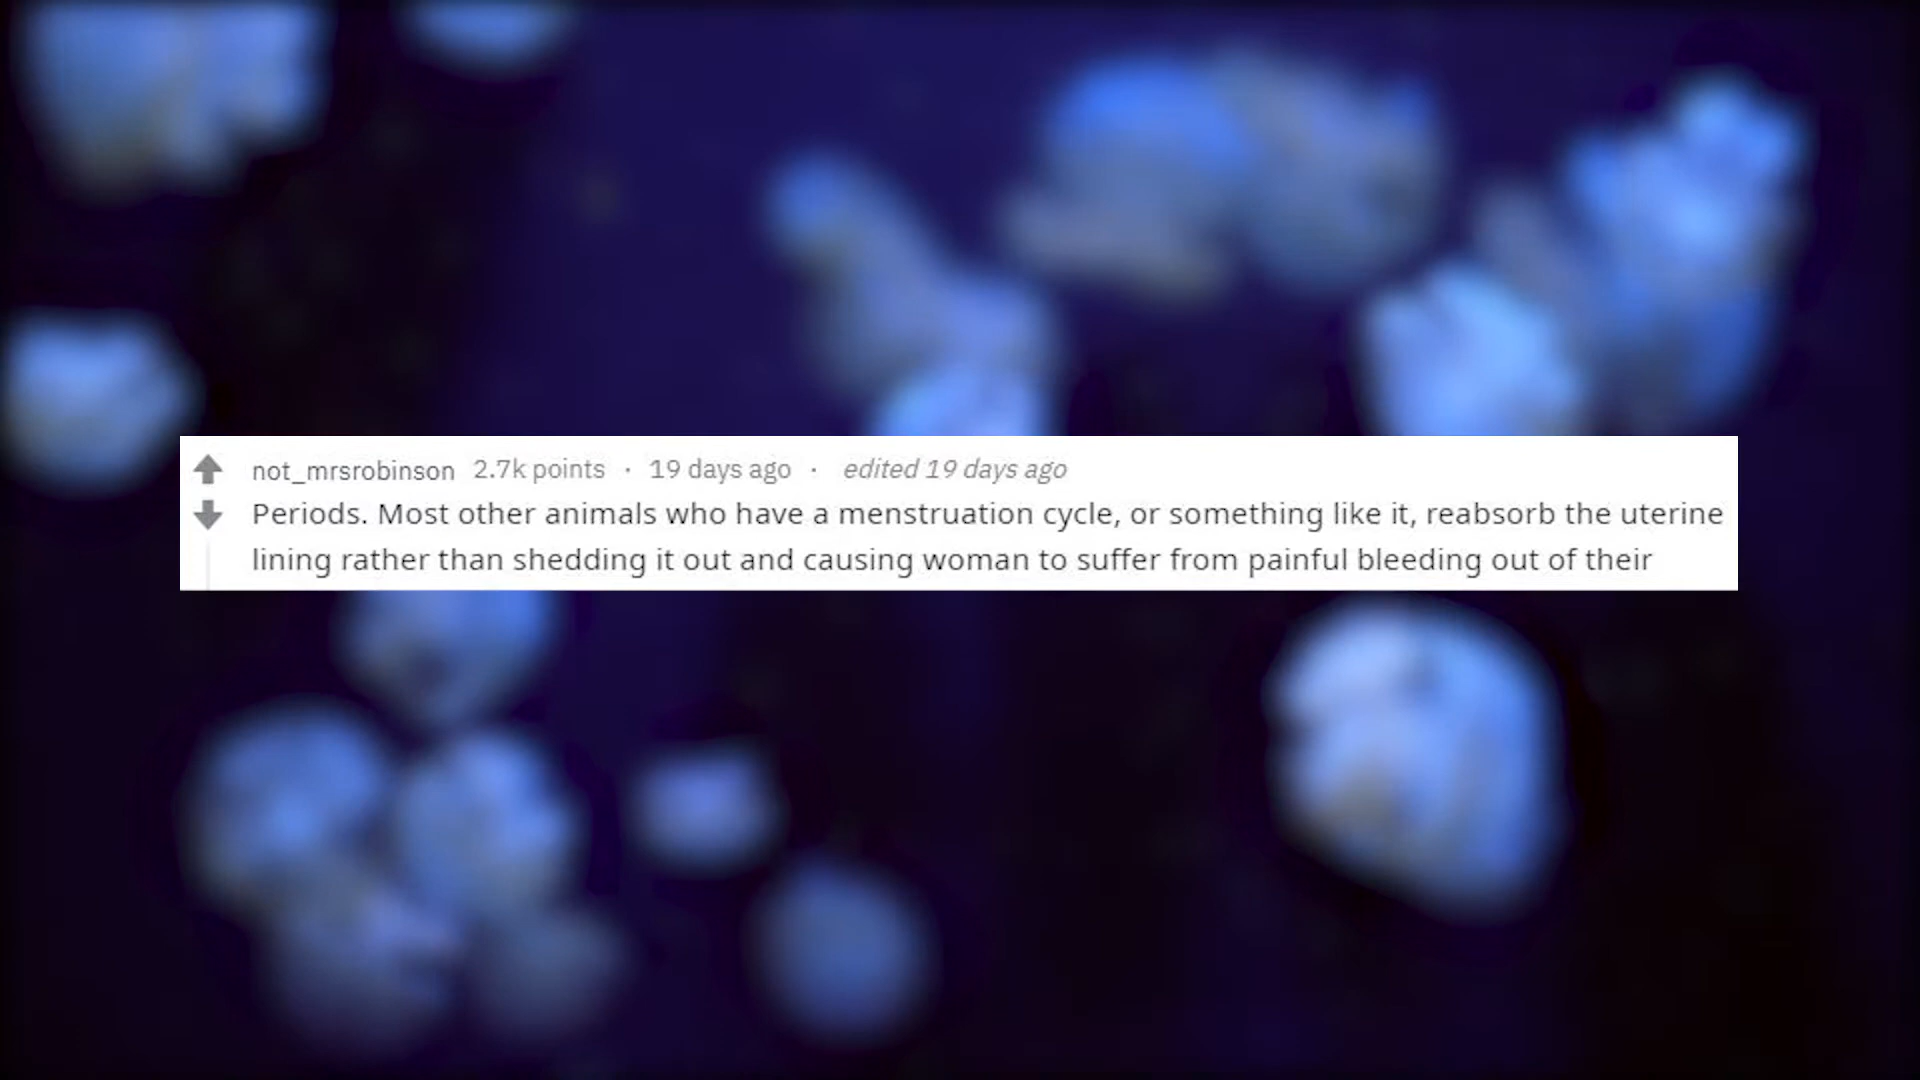 not_mrsrobinson 2.7k points · 19 days ago · edited 19 days ago
Periods. Most other animals who have a menstruation cycle, or something like it, reabsorb the uterine
lining rather than shedding it out and causing woman to suffer from painful bleeding out of their